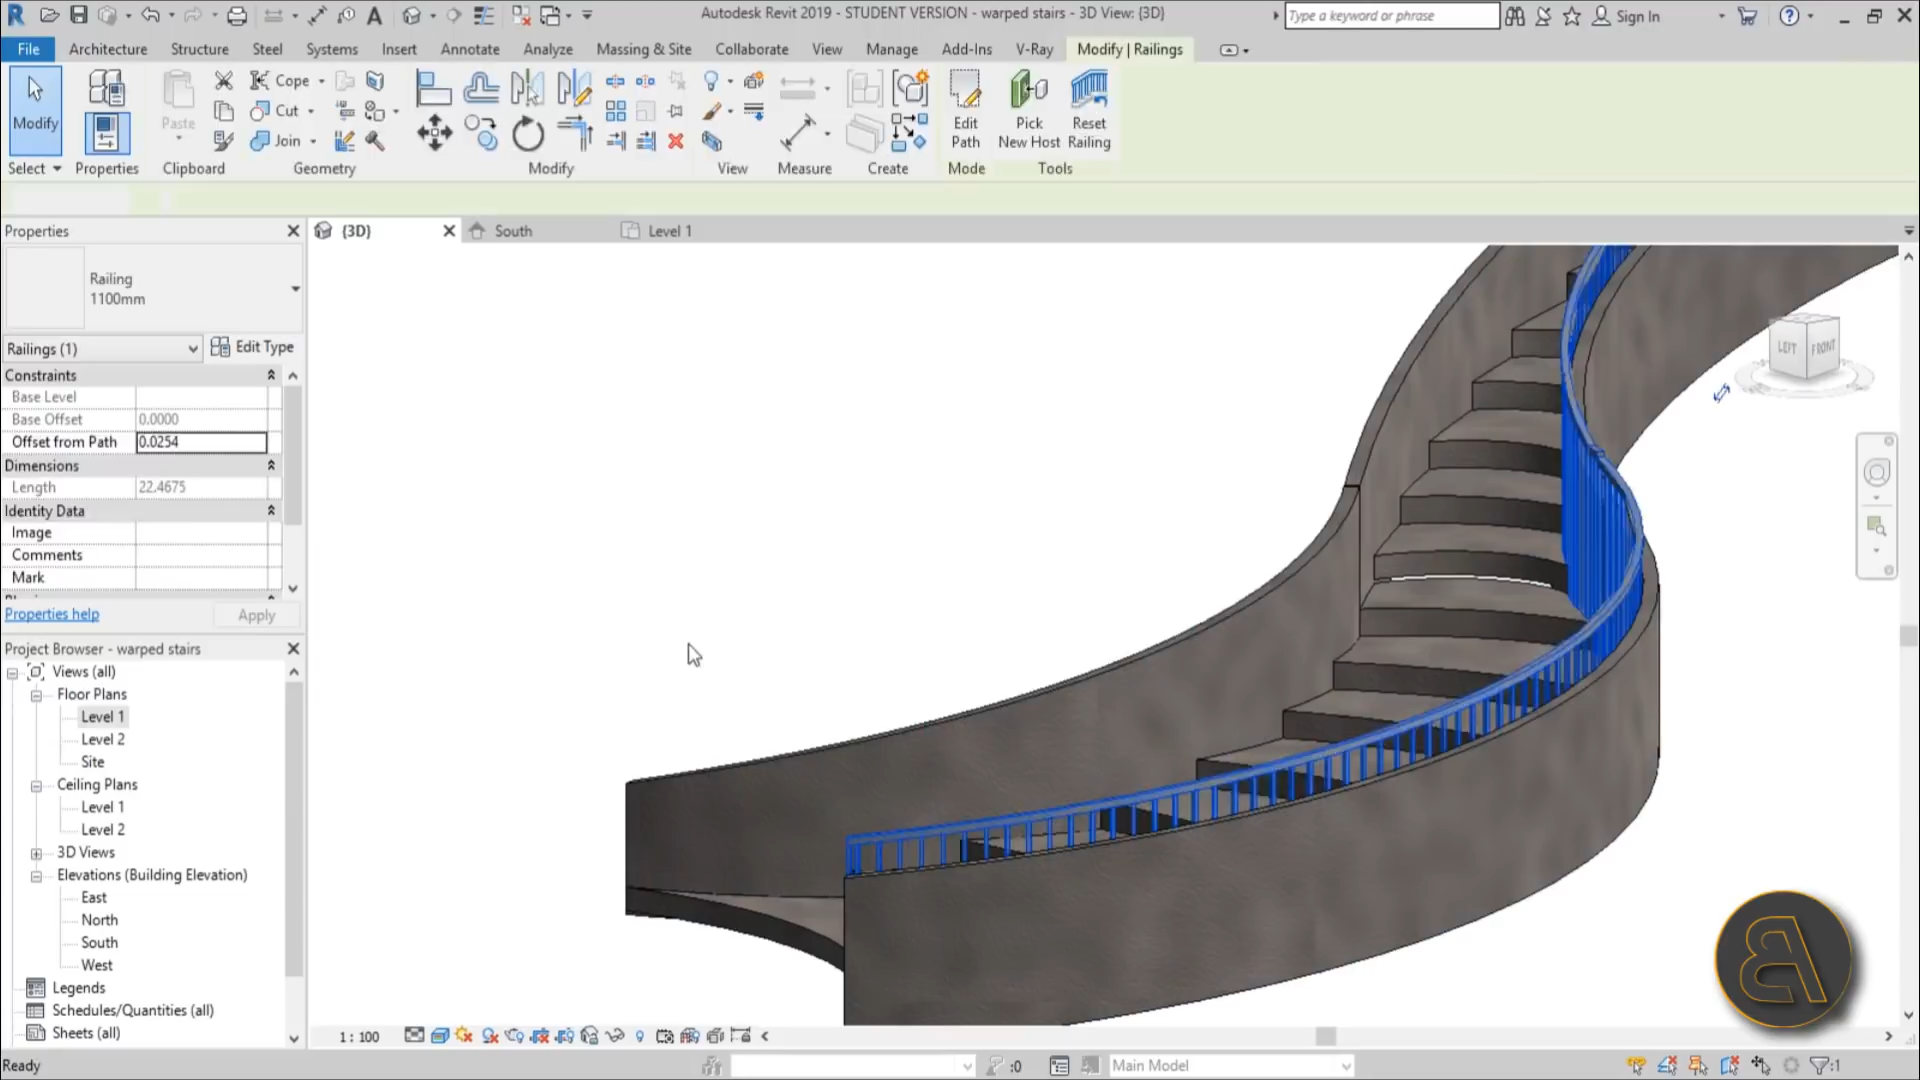 Autodesk Revit 2019 - STUDENT VERSION - warped stairs - 3D View: {3D}
Type a keyword or phrase
Sign In
File Architecture Structure Steel Systems Insert Annotate Analyze Massing & Site Collaborate View Manage Add-Ins V-Ray Modify | Railings
Modify
Paste
Cope
Cut
Join
Edit Path
Pick New Host
Reset Railing
Select Properties Clipboard Geometry Modify View Measure Create Mode Tools
Properties
{3D} South Level 1
Railing
1100mm
Railings (1) Edit Type
Constraints
Base Level
Base Offset 0.0000
Offset from Path 0.0254
Dimensions
Length 22.4675
Identity Data
Image
Comments
Mark
Properties help Apply
LEFT FRONT
Project Browser - warped stairs
Views (all)
Floor Plans
Level 1
Level 2
Site
Ceiling Plans
Level 1
Level 2
3D Views
Elevations (Building Elevation)
East
North
South
West
Legends
Schedules/Quantities (all)
Sheets (all)
1 : 100
Ready
:0
Main Model
:1